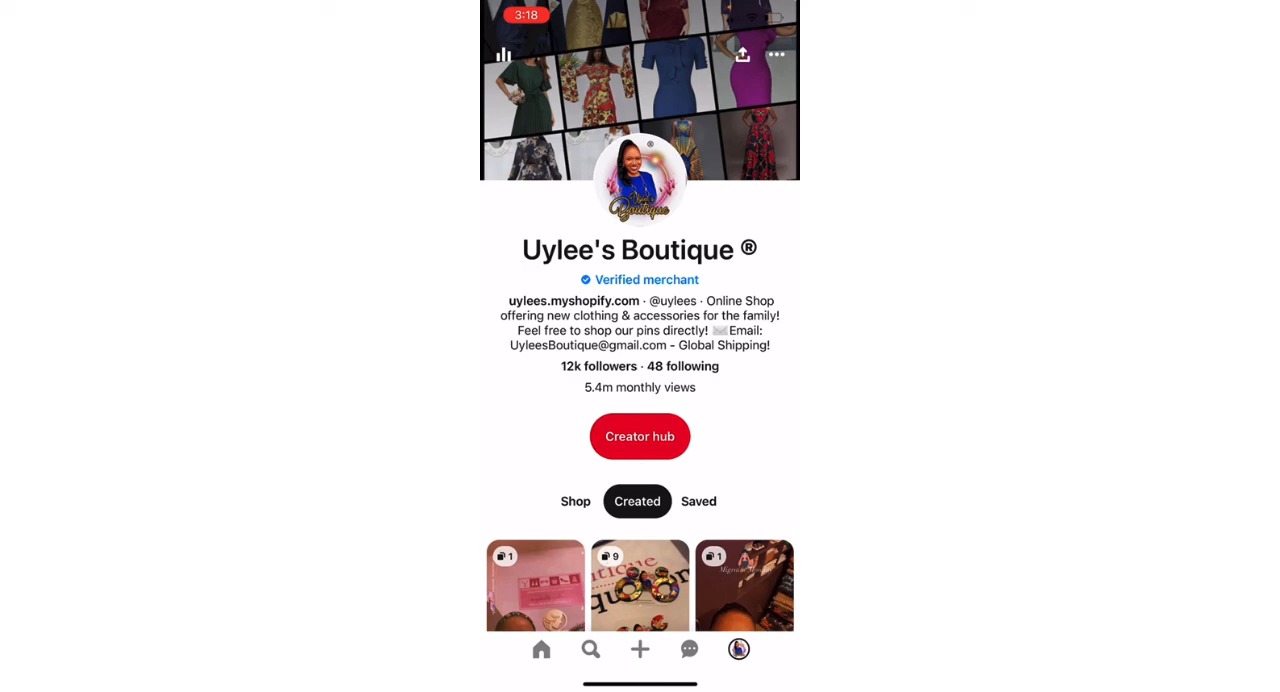 3:18
®
Boutique
Uylee's Boutique ®
Verified merchant
uylees.myshopify.com · @uylees · Online Shop
offering new clothing & accessories for the family!
Feel free to shop our pins directly! ✉️Email:
UyleesBoutique@gmail.com - Global Shipping!
12k followers · 48 following
5.4m monthly views
Creator hub
Shop
Created
Saved
1
9
1